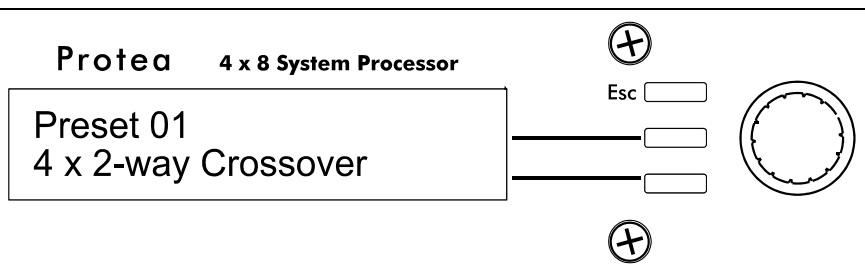 Protea 4 x 8 System Processor
Esc
Preset 01
4 x 2-way Crossover